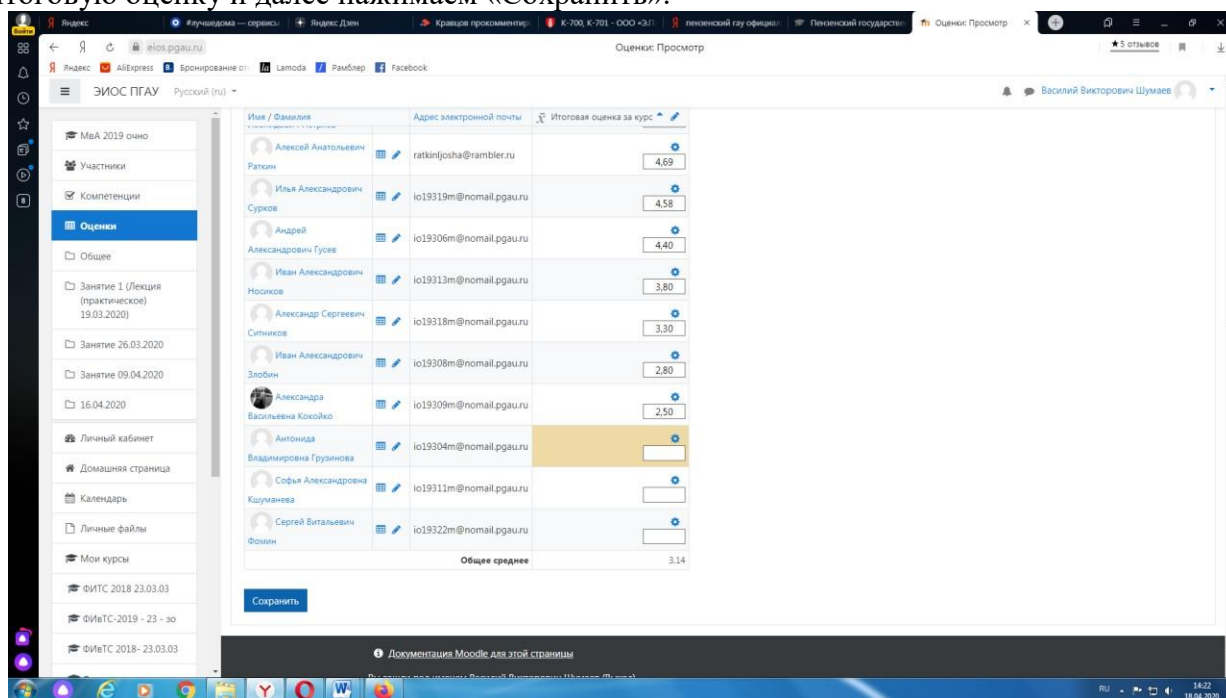 итоговую оценку и далее нажимаем «Сохранить».
Яндекс
#лучшедома — сервисы
Яндекс Дзен
Кравцов прокомментиро
К-700, К-701 - ООО «ЗЛ
пензенский гау официал
Пензенский государстве
Оценки: Просмотр
Войти
eios.pgau.ru
Оценки: Просмотр
★5 отзывов
Яндекс
AliExpress
Бронирование от
Lamoda
Рамблер
Facebook
ЭИОС ПГАУ
Русский (ru)
Василий Викторович Шумаев
МвА 2019 очно
Участники
Компетенции
Оценки
Общее
Занятие 1 (Лекция
(практическое)
19.03.2020)
Занятие 26.03.2020
Занятие 09.04.2020
16.04.2020
Личный кабинет
Домашняя страница
Календарь
Личные файлы
Мои курсы
ФИТС 2018 23.03.03
ФИвТС-2019 - 23 - зо
ФИвТС 2018- 23.03.03
Имя / Фамилия
Адрес электронной почты
Итоговая оценка за курс
Алексей Анатольевич
Раткин
ratkinljosha@rambler.ru
4,69
Илья Александрович
Сурков
io19319m@nomail.pgau.ru
4,58
Андрей
Александрович Гусев
io19306m@nomail.pgau.ru
4,40
Иван Александрович
Носиков
io19313m@nomail.pgau.ru
3,80
Александр Сергеевич
Ситников
io19318m@nomail.pgau.ru
3,30
Иван Александрович
Злобин
io19308m@nomail.pgau.ru
2,80
Александра
Васильевна Кокойко
io19309m@nomail.pgau.ru
2,50
Антонида
Владимировна Грузинова
io19304m@nomail.pgau.ru
Софья Александровна
Кшуманева
io19311m@nomail.pgau.ru
Сергей Витальевич
Фомин
io19322m@nomail.pgau.ru
Общее среднее
3.14
Сохранить
Документация Moodle для этой страницы
RU
14:22
18.04.2020